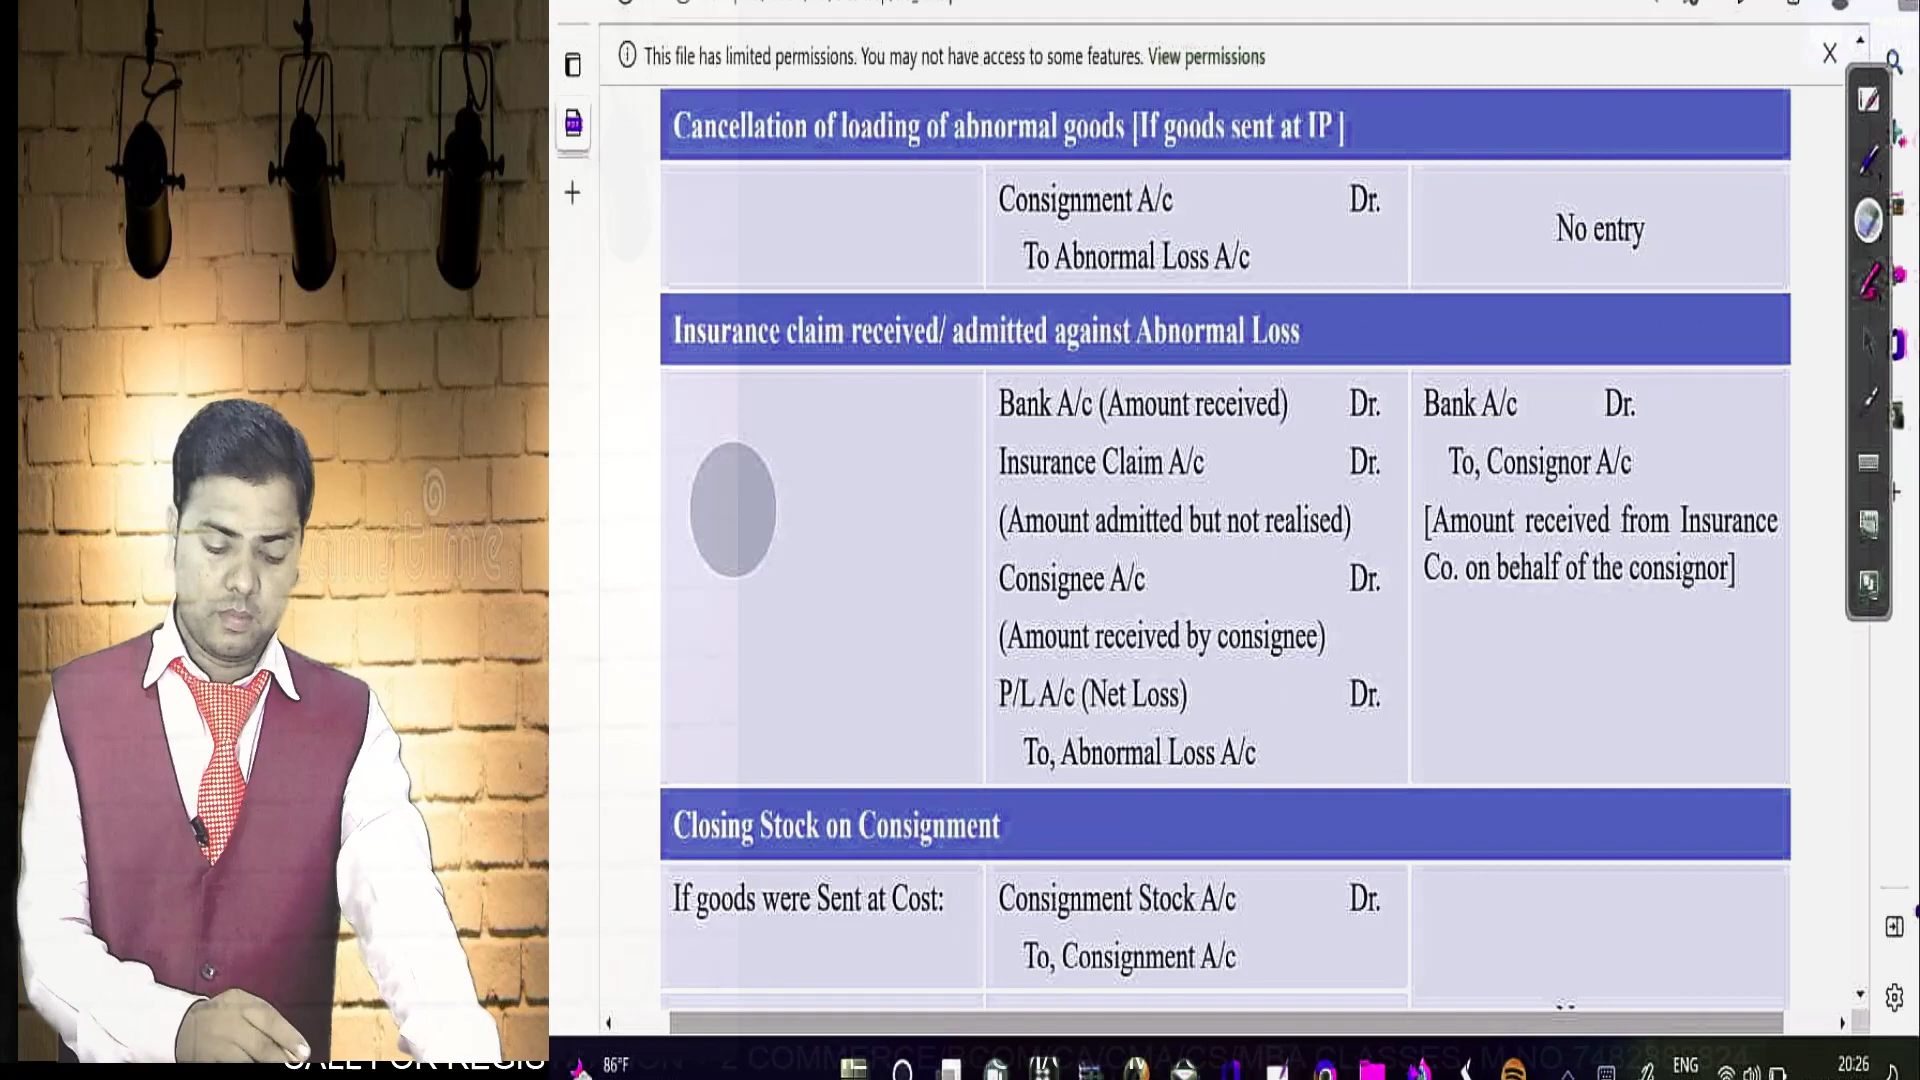 This file has limited permissions. You may not have access to some features. View permissions
Cancellation of loading of abnormal goods [If goods sent at IP ]
Consignment A/c Dr.
To Abnormal Loss A/c
No entry
Insurance claim received/ admitted against Abnormal Loss
Bank A/c (Amount received) Dr.
Insurance Claim A/c Dr.
(Amount admitted but not realised)
Consignee A/c Dr.
(Amount received by consignee)
P/L A/c (Net Loss) Dr.
To, Abnormal Loss A/c
Bank A/c Dr.
To, Consignor A/c
[Amount received from Insurance
Co. on behalf of the consignor]
Closing Stock on Consignment
If goods were Sent at Cost:
Consignment Stock A/c Dr.
To, Consignment A/c
86°F
ENG
20:26